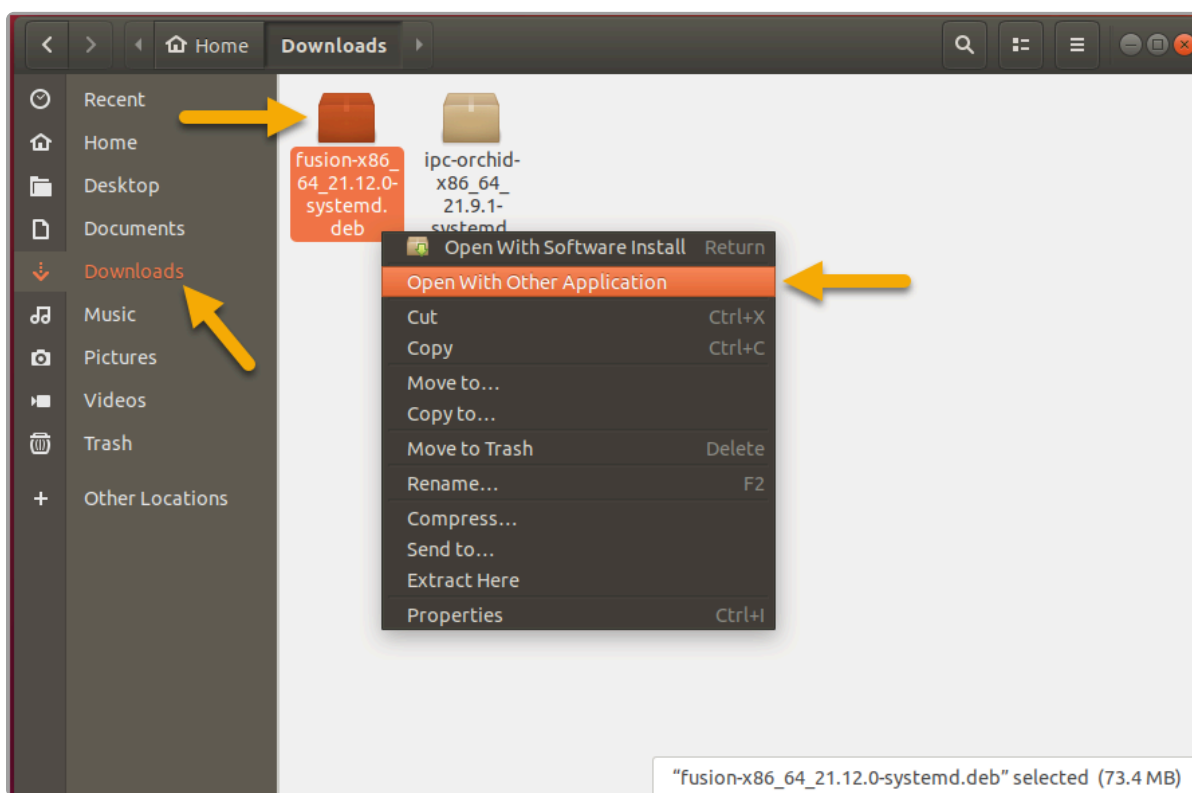 Home
Downloads
Recent
Home
Desktop
Documents
Downloads
Music
Pictures
Videos
Trash
Other Locations
fusion-x86_
64_21.12.0-
systemd.
deb
ipc-orchid-
x86_64_
21.9.1-
systemd
Open With Software Install Return
Open With Other Application
Cut Ctrl+X
Copy Ctrl+C
Move to…
Copy to…
Move to Trash Delete
Rename… F2
Compress…
Send to…
Extract Here
Properties Ctrl+I
“fusion-x86_64_21.12.0-systemd.deb” selected (73.4 MB)